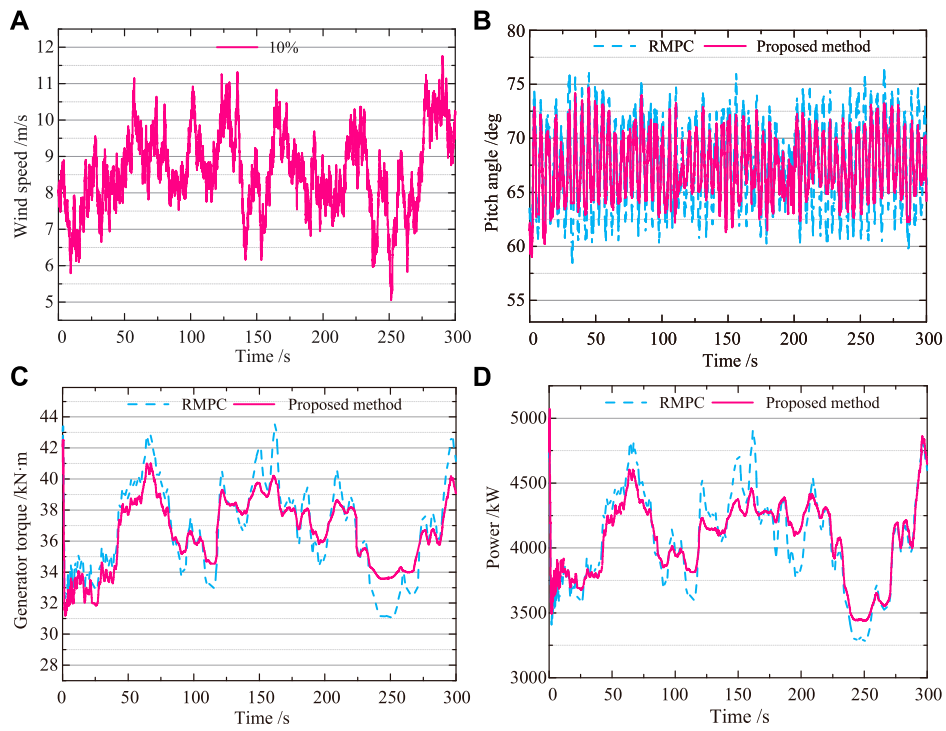 A
Wind speed /m/s
12
11
10
9
8
7
6
5
10%
0 50 100 150 200 250 300
Time /s
B
Pitch angle /deg
80
75
70
65
60
55
RMPC Proposed method
0 50 100 150 200 250 300
Time /s
C
Generator torque /kN·m
44
42
40
38
36
34
32
30
28
RMPC Proposed method
0 50 100 150 200 250 300
Time /s
D
Power /kW
5000
4500
4000
3500
3000
RMPC Proposed method
0 50 100 150 200 250 300
Time /s